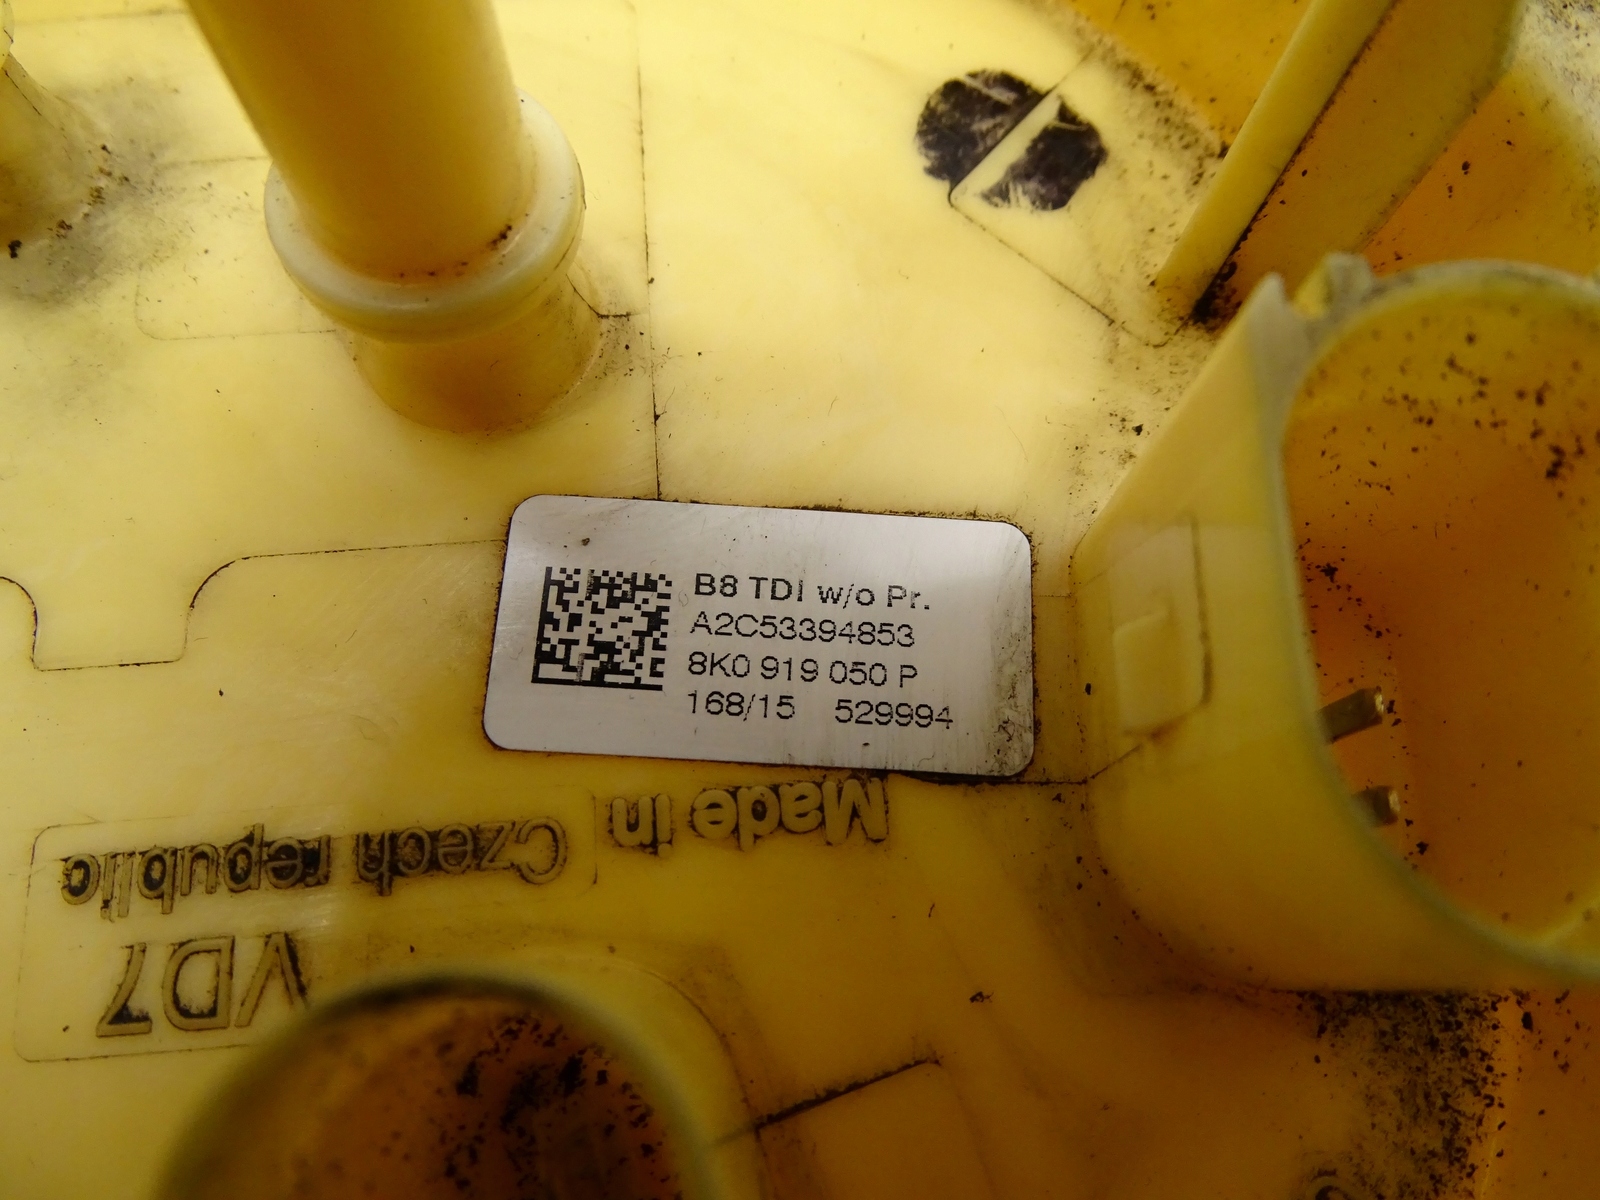 B8 TDI w/o Pr.
A2C53394853
8K0 919 050 P
168/15 529994
Made in
Czech republic
VD7